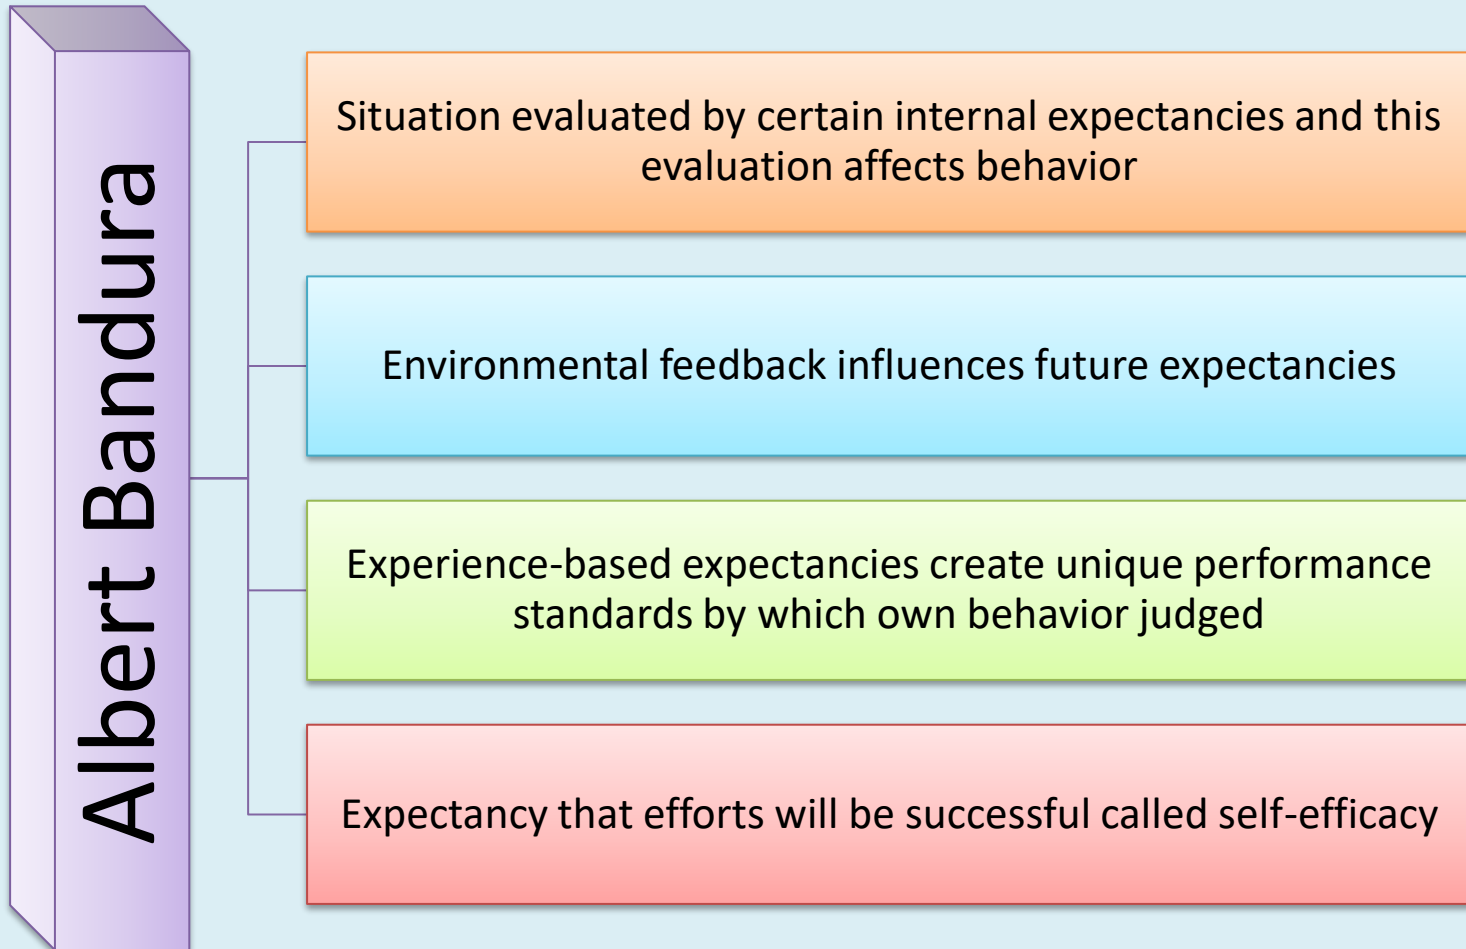 Albert Bandura
Situation evaluated by certain internal expectancies and this
evaluation affects behavior
Environmental feedback influences future expectancies
Experience-based expectancies create unique performance
standards by which own behavior judged
Expectancy that efforts will be successful called self-efficacy